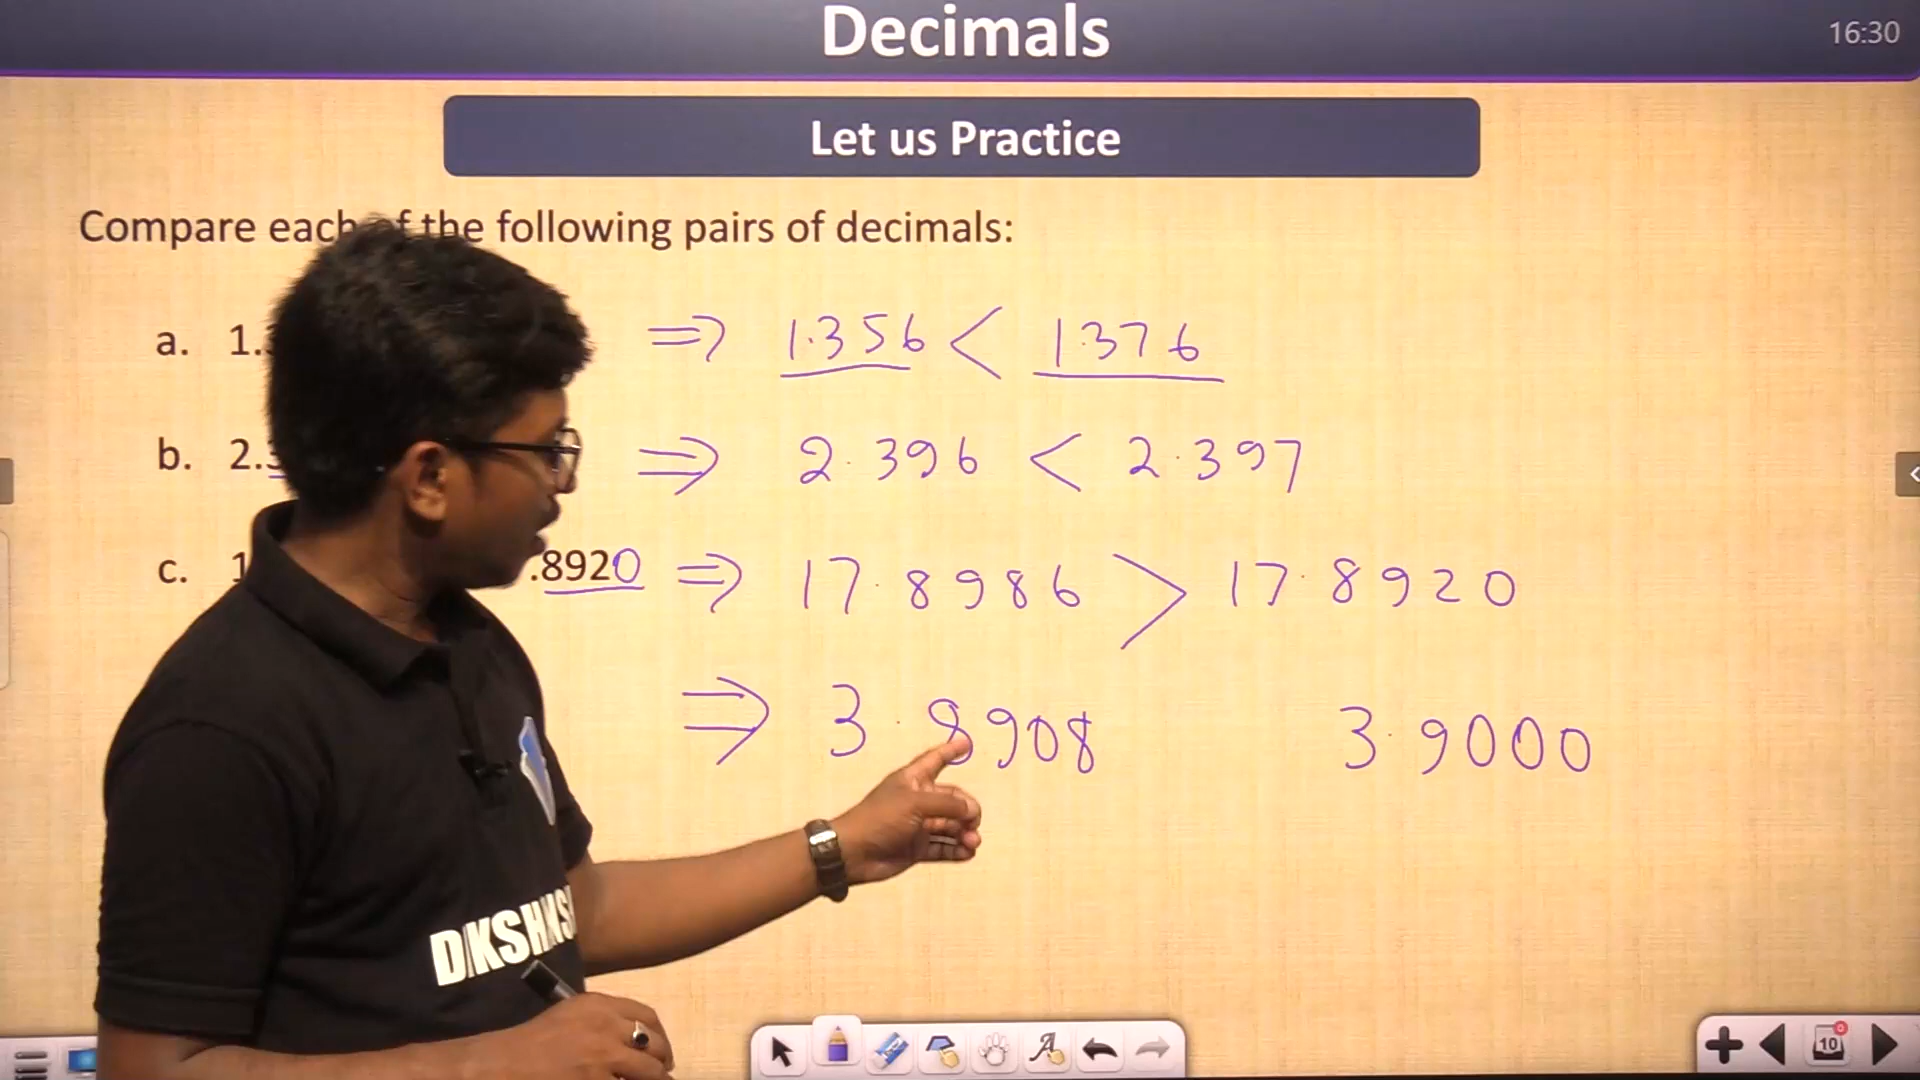 Decimals
16:30
Let us Practice
Compare each of the following pairs of decimals:
a. 1. ⇒ 1.356 < 1.376
b. 2. ⇒ 2.396 < 2.397
c. 1 .8920 ⇒ 17.8986 > 17.8920
⇒ 3.8908 3.9000
10